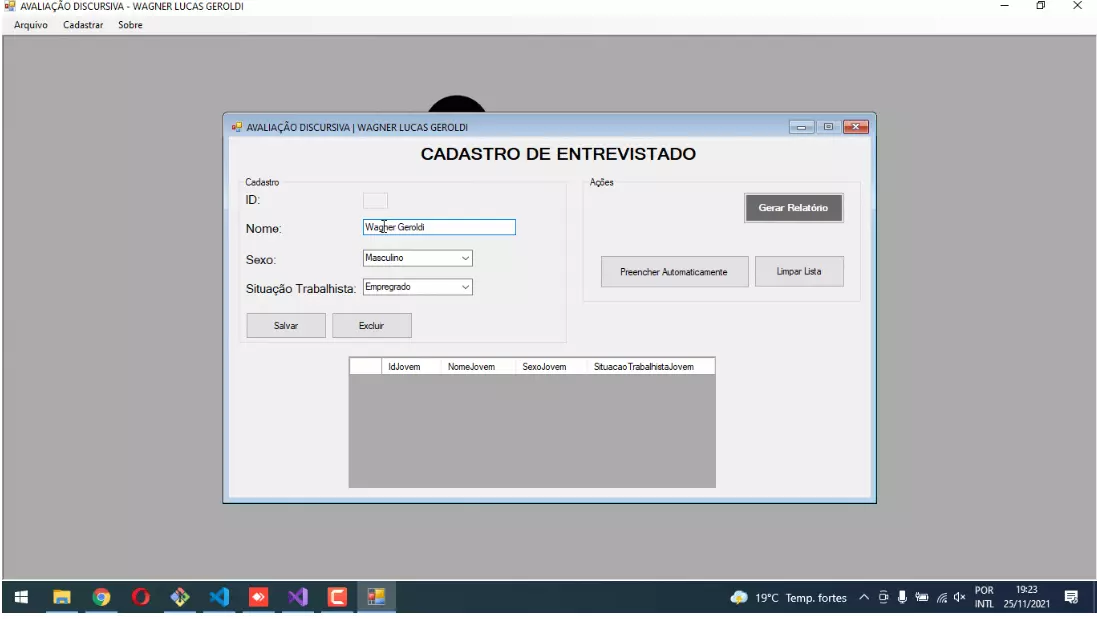 AVALIAÇÃO DISCURSIVA - WAGNER LUCAS GEROLDI
Arquivo Cadastrar Sobre
AVALIAÇÃO DISCURSIVA | WAGNER LUCAS GEROLDI
CADASTRO DE ENTREVISTADO
Cadastro
ID:
Nome: Wagner Geroldi
Sexo: Masculino
Situação Trabalhista: Empregrado
Salvar Excluir
Ações
Gerar Relatório
Preencher Automaticamente Limpar Lista
IdJovem NomeJovem SexoJovem SituacaoTrabalhistaJovem
19°C Temp. fortes
POR
INTL
19:23
25/11/2021